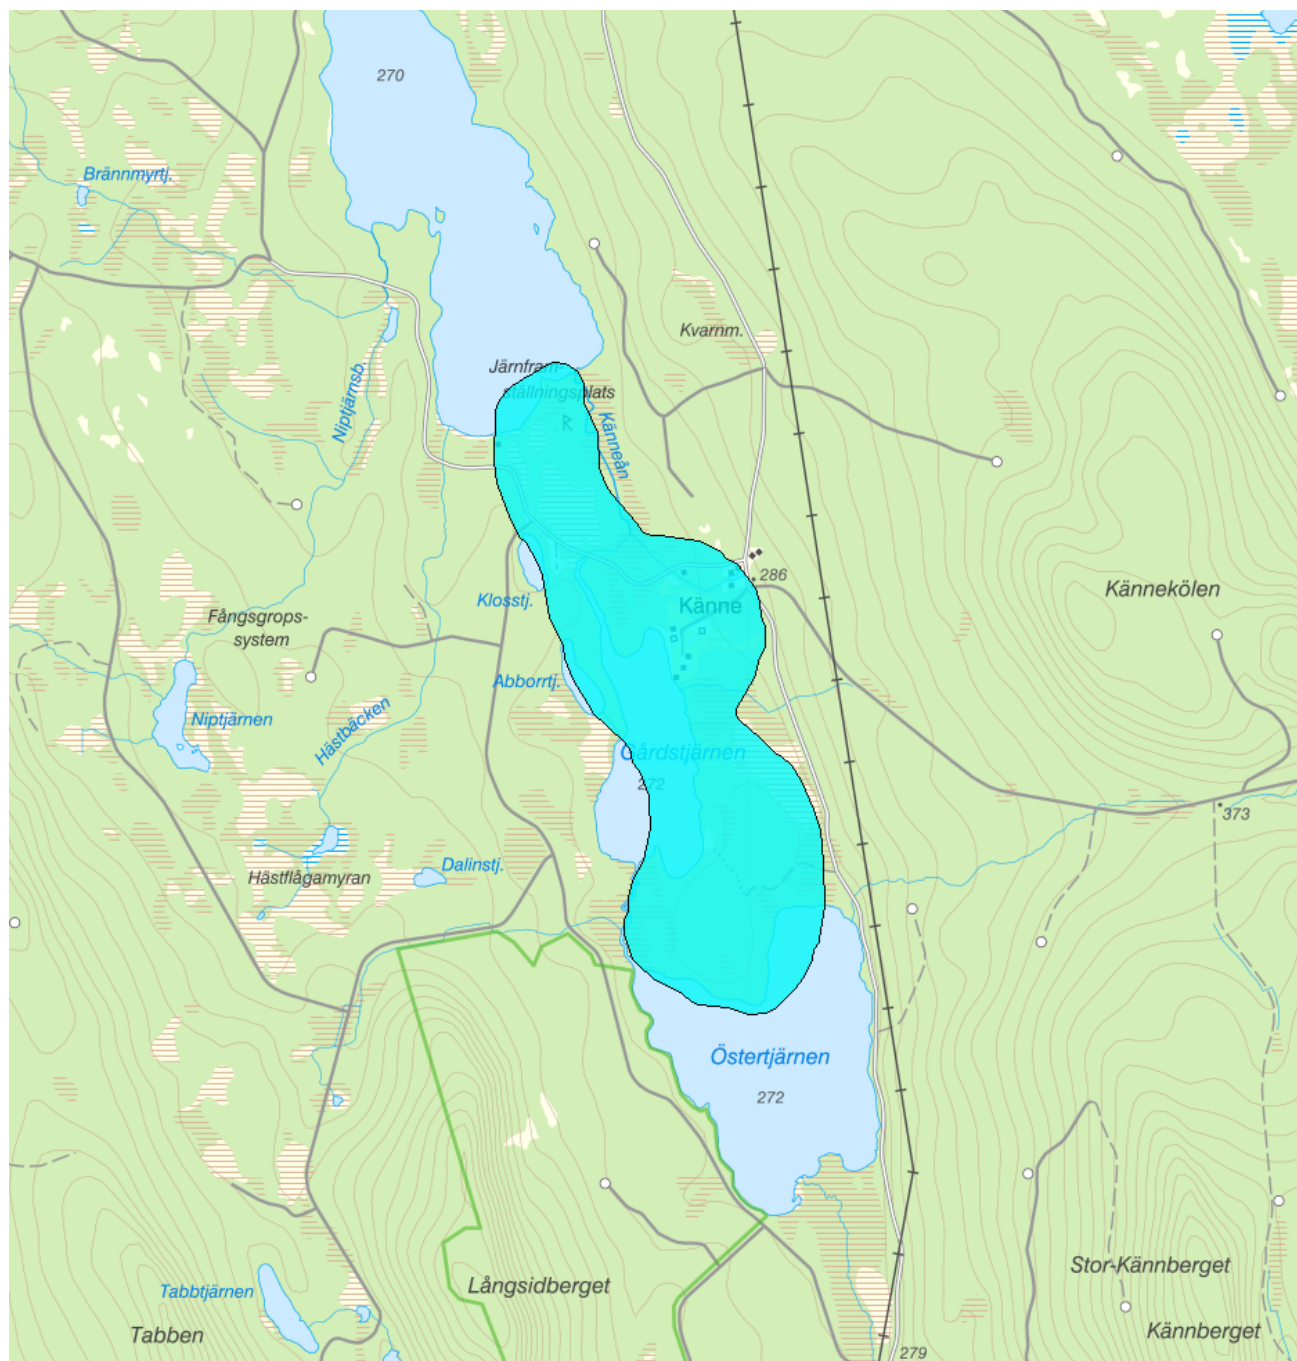 270
Brännmyrtj.
Kvarnm.
Järnfram-
ställningsplats
Niptjärnsb.
Känneån
286
Kännekölen
Klosstj.
Känne
Fångsgrops-
system
Abborrtj.
Niptjärnen
Hästbäcken
Gårdstjärnen
272
373
Dalinstj.
Hästflågamyran
Östertjärnen
272
Stor-Kännberget
Långsidberget
Tabbtjärnen
Tabben
Kännberget
279